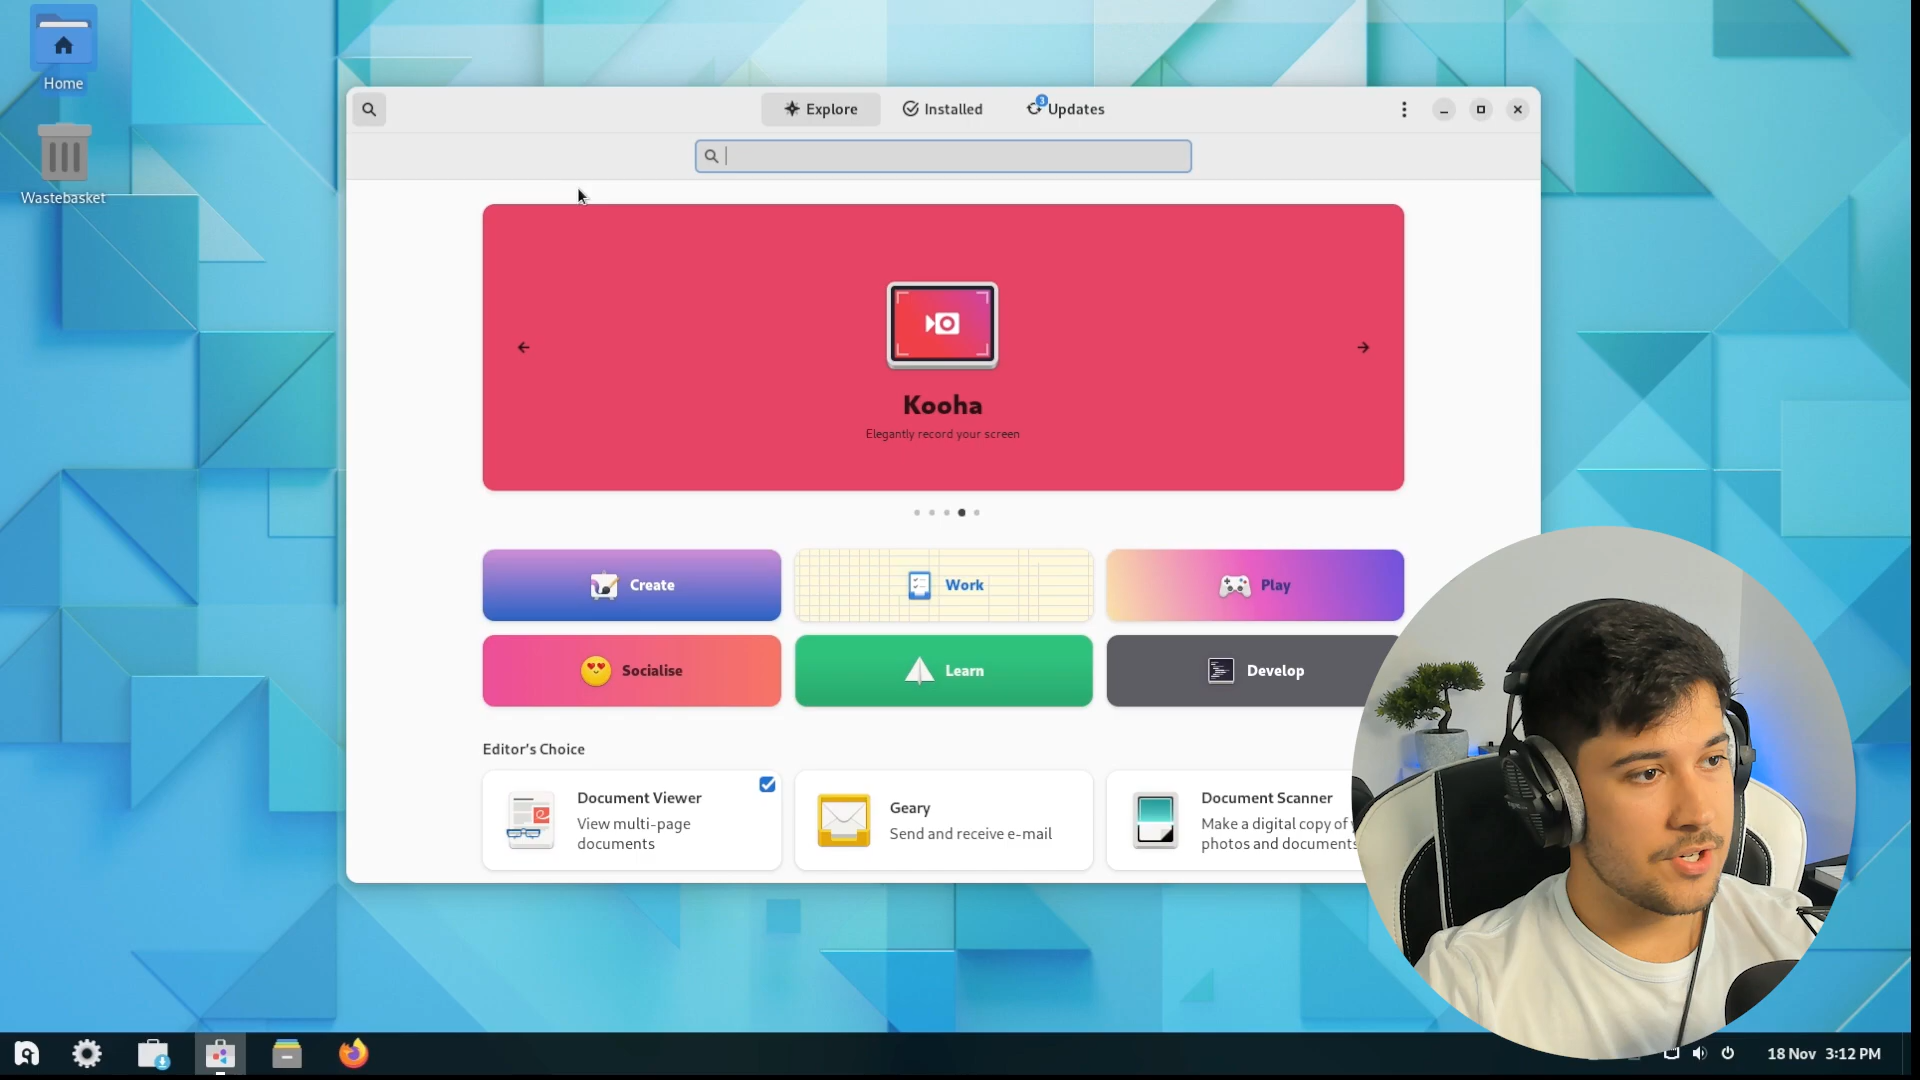 Home
Wastebasket
Explore
Installed
3
Updates
Kooha
Elegantly record your screen
Create
Work
Play
Socialise
Learn
Develop
Editor's Choice
Document Viewer
View multi-page
documents
Geary
Send and receive e-mail
Document Scanner
Make a digital copy of
photos and documents
18 Nov 3:12 PM